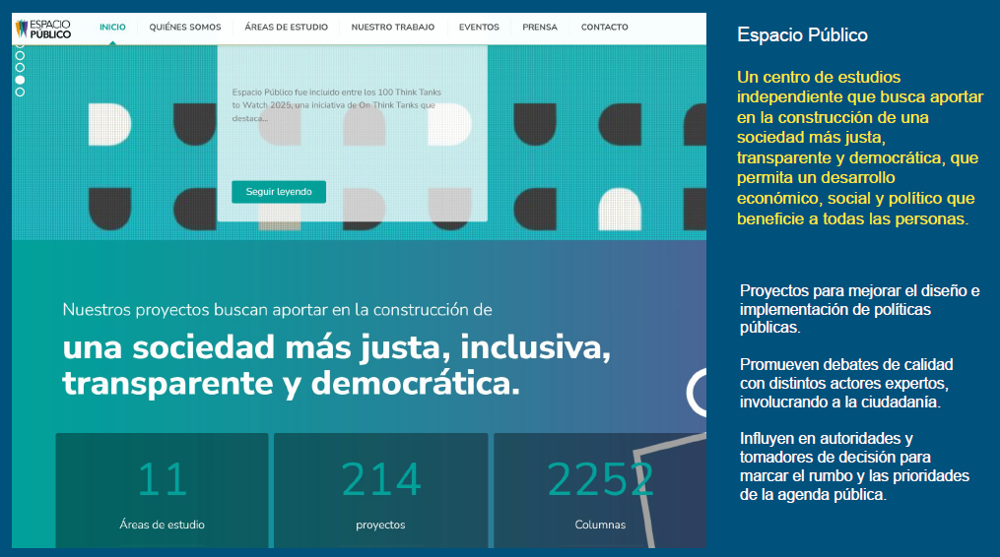 ESPACIO
PÚBLICO
INICIO
QUIÉNES SOMOS
ÁREAS DE ESTUDIO
NUESTRO TRABAJO
EVENTOS
PRENSA
CONTACTO
Espacio Público fue incluido entre los 100 Think Tanks
to Watch 2025, una iniciativa de On Think Tanks que
destaca...
Seguir leyendo
Nuestros proyectos buscan aportar en la construcción de
una sociedad más justa, inclusiva,
transparente y democrática.
11
Áreas de estudio
214
proyectos
2252
Columnas
Espacio Público
Un centro de estudios
independiente que busca aportar
en la construcción de una
sociedad más justa,
transparente y democrática, que
permita un desarrollo
económico, social y político que
beneficie a todas las personas.
Proyectos para mejorar el diseño e
implementación de políticas
públicas.
Promueven debates de calidad
con distintos actores expertos,
involucrando a la ciudadanía.
Influyen en autoridades y
tomadores de decisión para
marcar el rumbo y las prioridades
de la agenda pública.